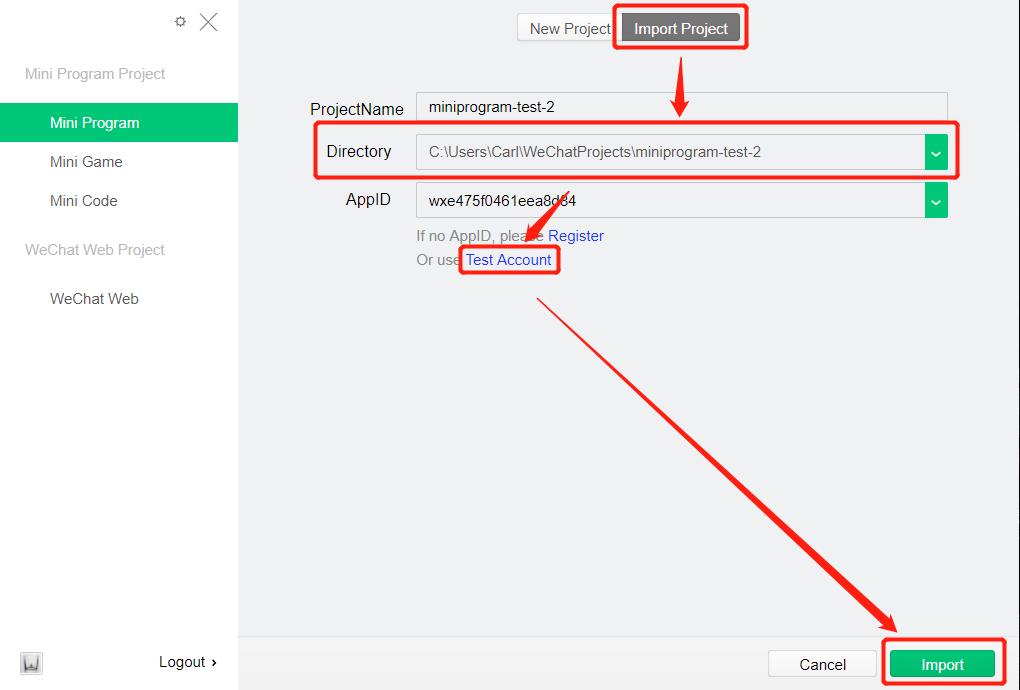 Mini Program Project
Mini Program
Mini Game
Mini Code
WeChat Web Project
WeChat Web
Logout ›
New Project Import Project
ProjectName miniprogram-test-2
Directory C:\Users\Carl\WeChatProjects\miniprogram-test-2
AppID wxe475f0461eea8d84
If no AppID, please Register
Or use Test Account
Cancel Import